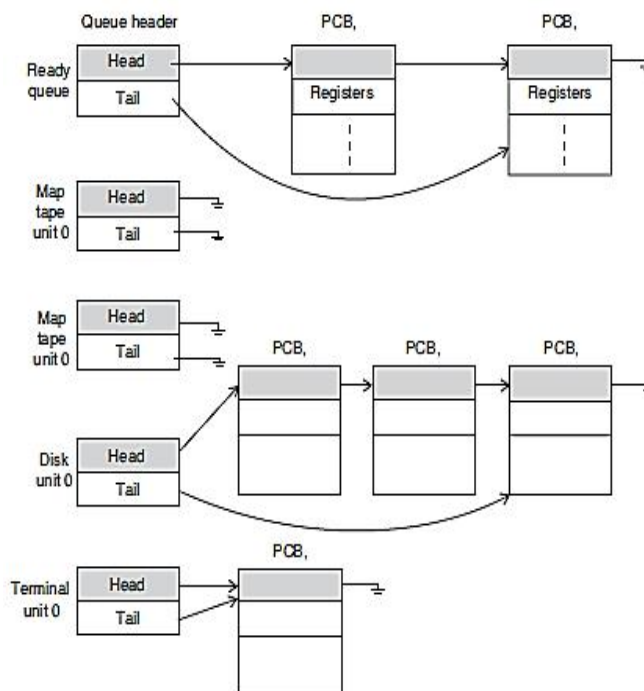 Queue header
PCB,
PCB,
Ready
queue
Head
Tail
Registers
Registers
Map
tape
unit 0
Head
Tail
Map
tape
unit 0
Head
Tail
PCB,
PCB,
PCB,
Disk
unit 0
Head
Tail
PCB,
Terminal
unit 0
Head
Tail